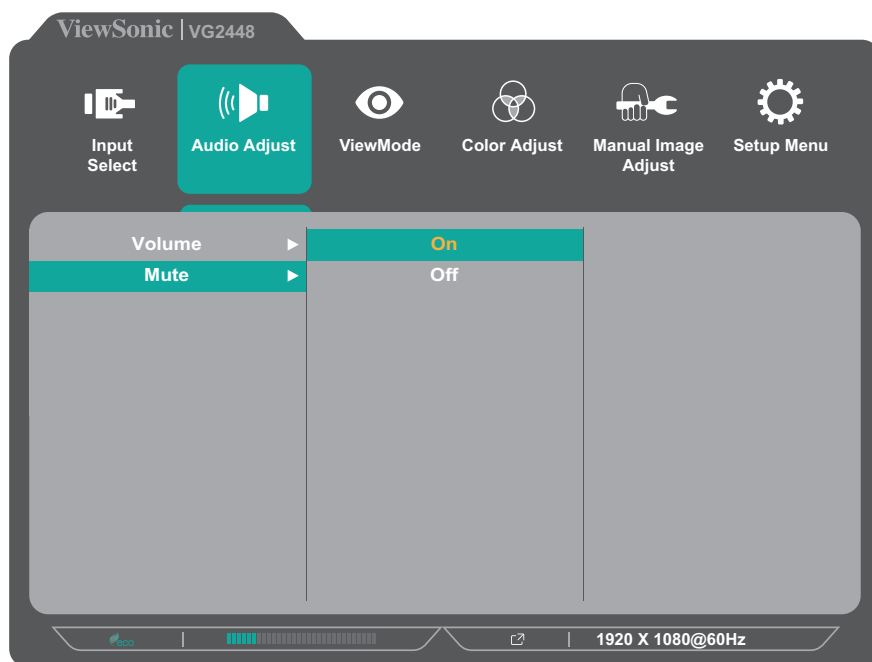 ViewSonic | VG2448
Input
Select
Audio Adjust
ViewMode
Color Adjust
Manual Image
Adjust
Setup Menu
Volume
On
Mute
Off
eco
1920 X 1080@60Hz